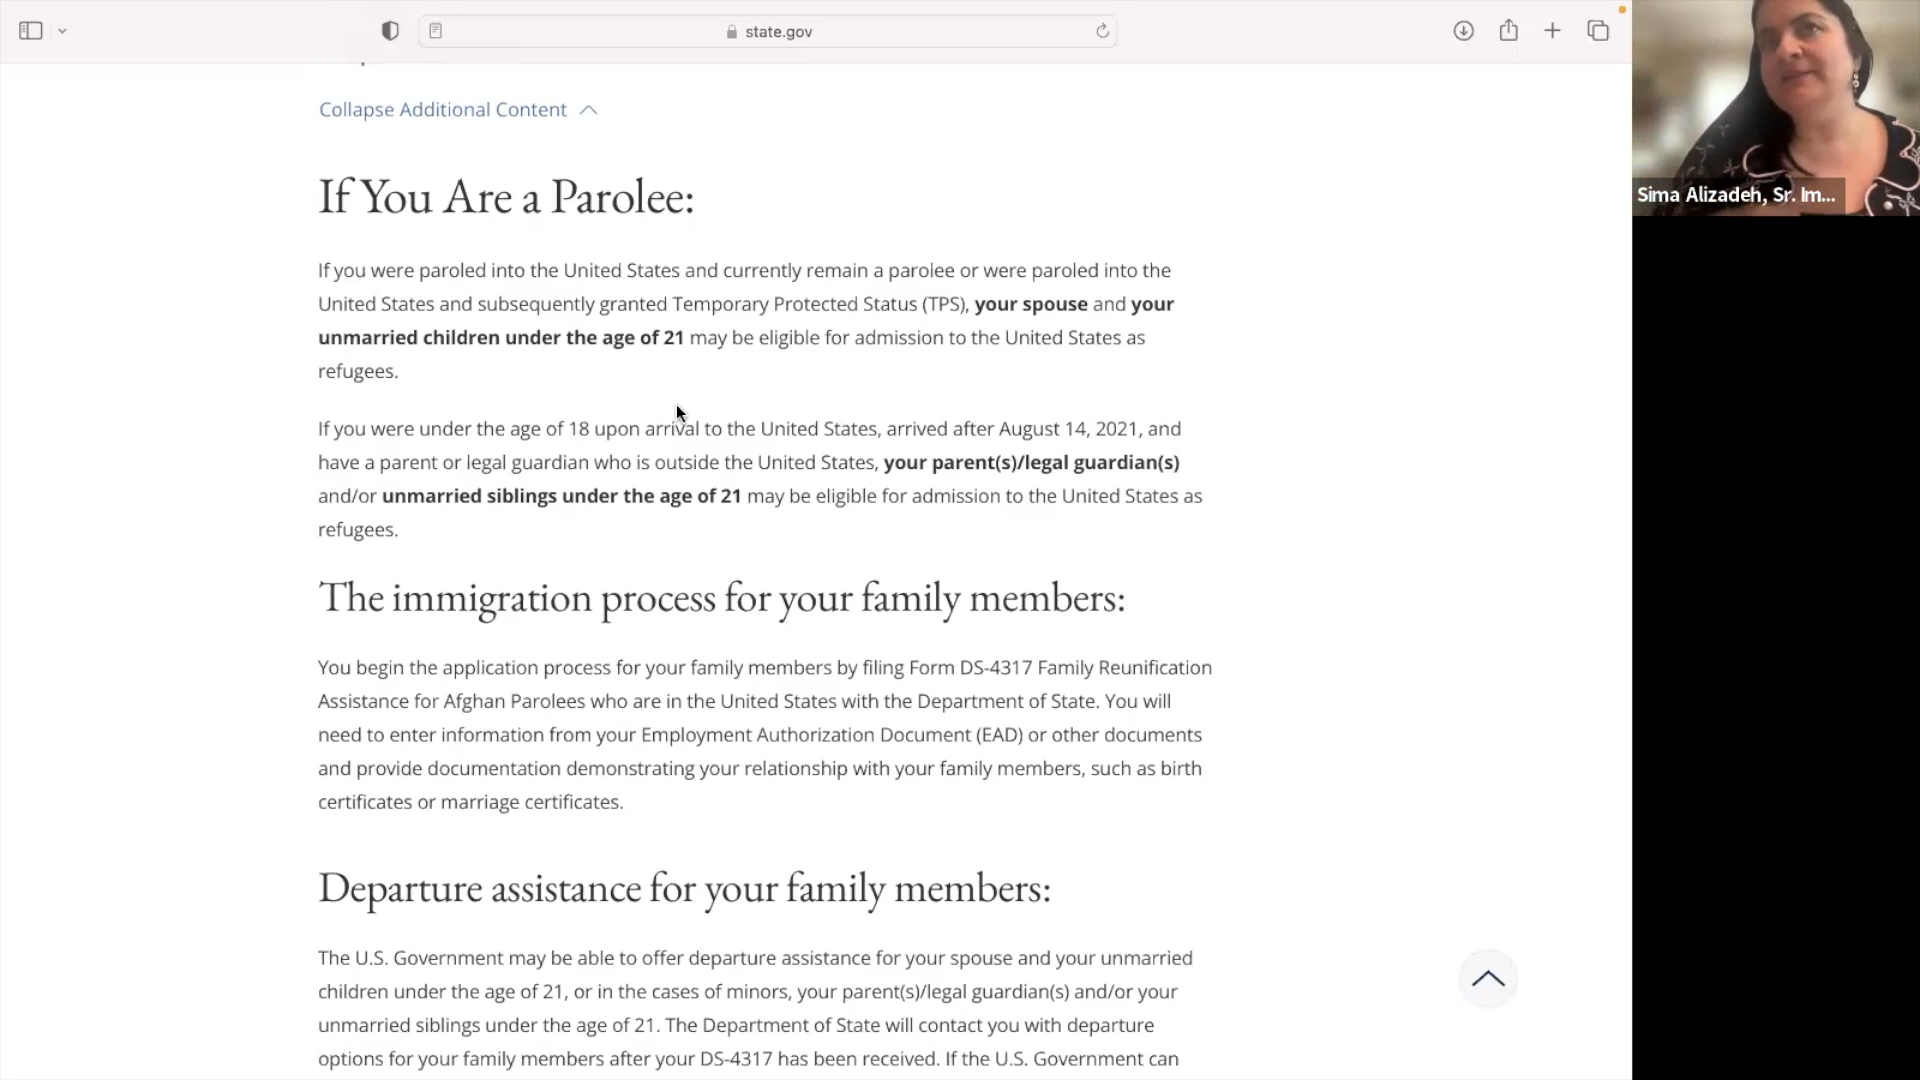 state.gov
Collapse Additional Content
If You Are a Parolee:
If you were paroled into the United States and currently remain a parolee or were paroled into the
United States and subsequently granted Temporary Protected Status (TPS), your spouse and your
unmarried children under the age of 21 may be eligible for admission to the United States as
refugees.
If you were under the age of 18 upon arrival to the United States, arrived after August 14, 2021, and
have a parent or legal guardian who is outside the United States, your parent(s)/legal guardian(s)
and/or unmarried siblings under the age of 21 may be eligible for admission to the United States as
refugees.
The immigration process for your family members:
You begin the application process for your family members by filing Form DS-4317 Family Reunification
Assistance for Afghan Parolees who are in the United States with the Department of State. You will
need to enter information from your Employment Authorization Document (EAD) or other documents
and provide documentation demonstrating your relationship with your family members, such as birth
certificates or marriage certificates.
Departure assistance for your family members:
The U.S. Government may be able to offer departure assistance for your spouse and your unmarried
children under the age of 21, or in the cases of minors, your parent(s)/legal guardian(s) and/or your
unmarried siblings under the age of 21. The Department of State will contact you with departure
options for your family members after your DS-4317 has been received. If the U.S. Government can
Sima Alizadeh, Sr. Im...